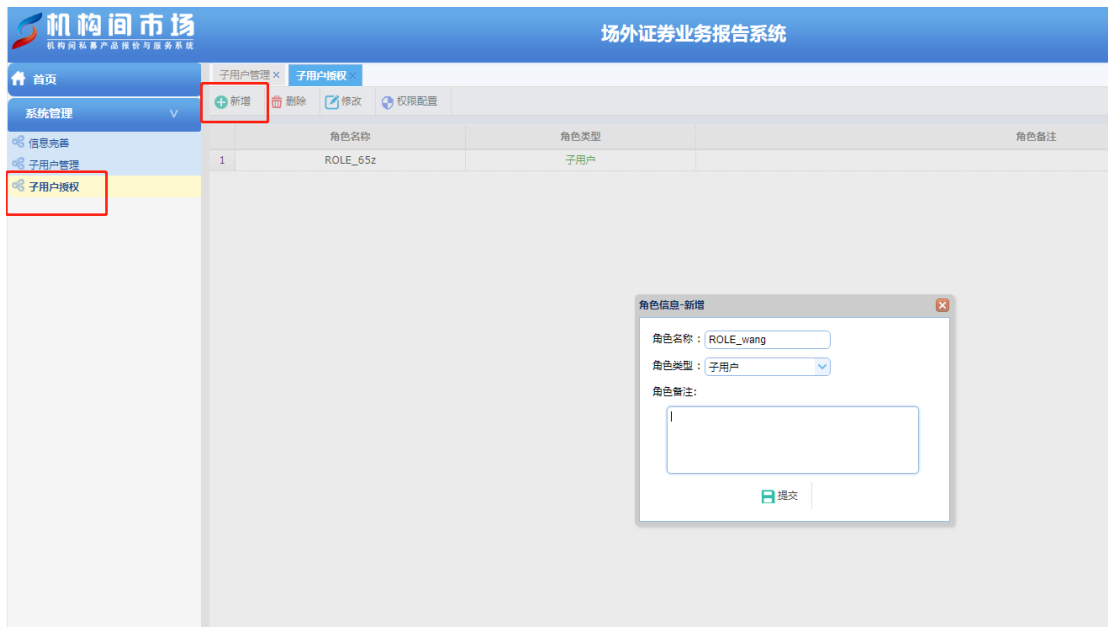 机构间市场
机构间私募产品报价与服务系统
场外证券业务报告系统
首页
系统管理
信息完善
子用户管理
子用户授权
子用户管理 × 子用户授权 ×
新增 删除 修改 权限配置
角色名称 角色类型 角色备注
1 ROLE_65z 子用户
角色信息-新增
角色名称：ROLE_wang
角色类型：子用户
角色备注：
提交